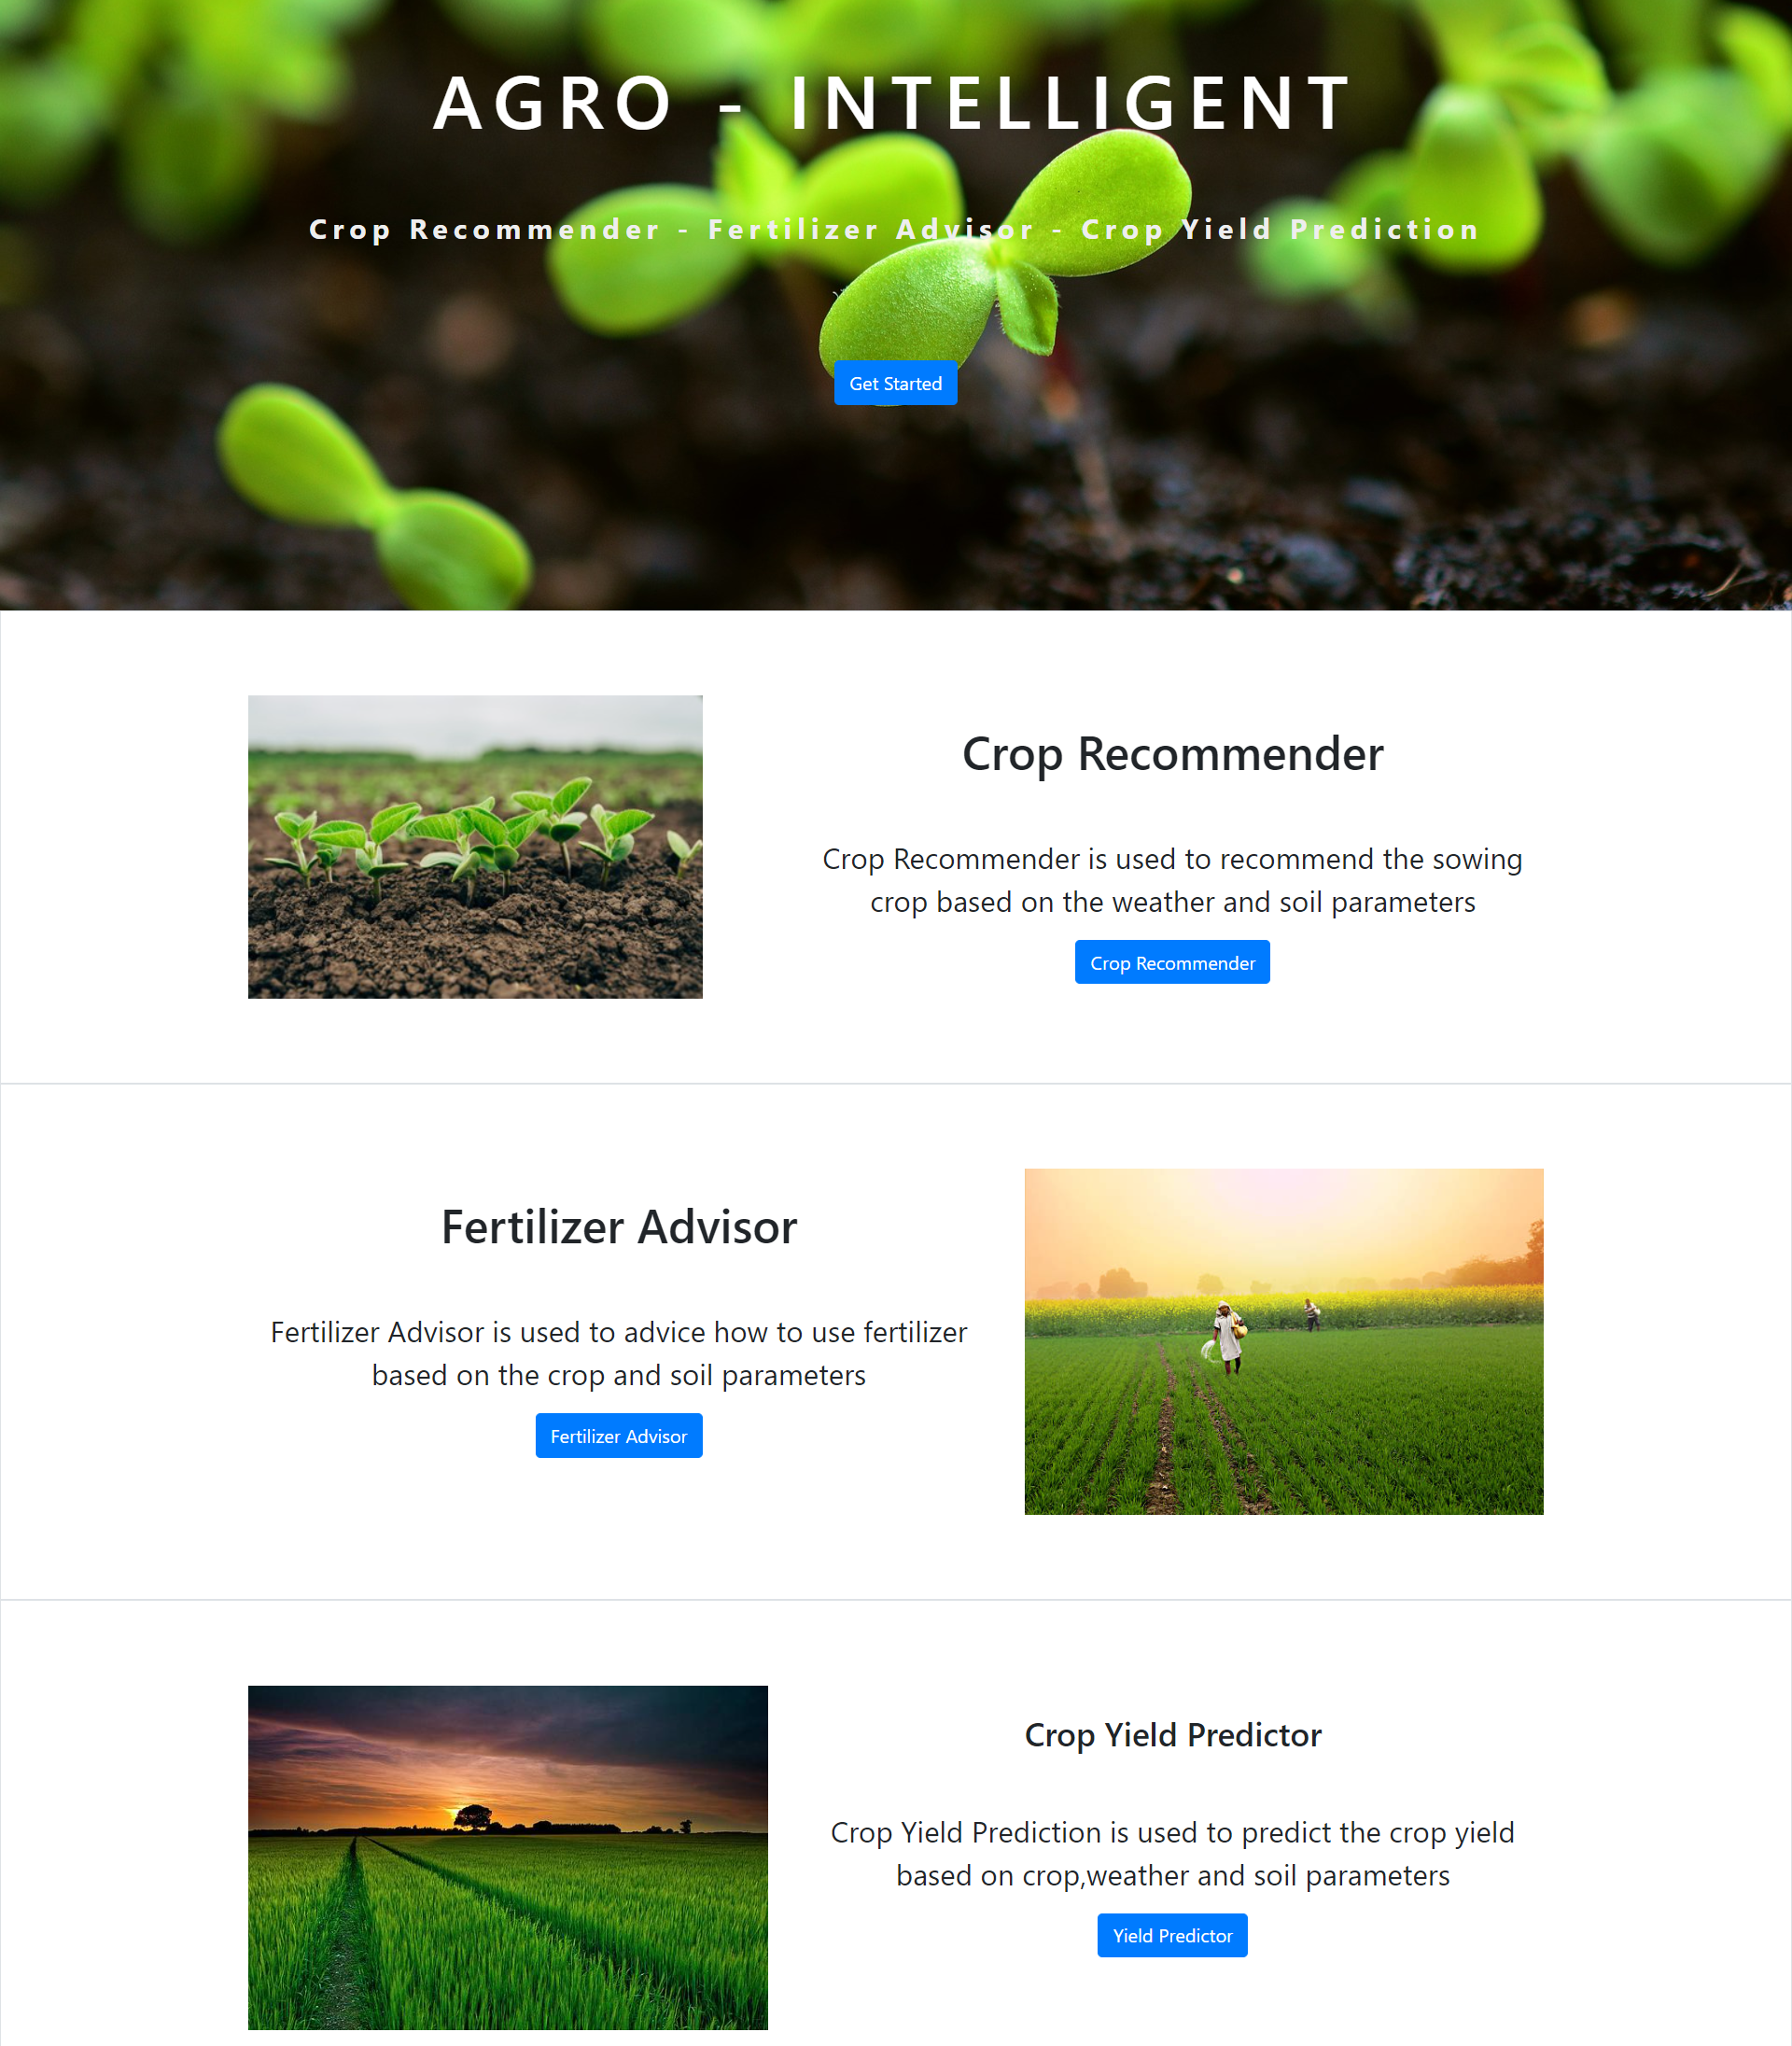 AGRO - INTELLIGENT
Crop Recommender - Fertilizer Advisor - Crop Yield Prediction
Get Started
Crop Recommender
Crop Recommender is used to recommend the sowing
crop based on the weather and soil parameters
Crop Recommender
Fertilizer Advisor
Fertilizer Advisor is used to advice how to use fertilizer
based on the crop and soil parameters
Fertilizer Advisor
Crop Yield Predictor
Crop Yield Prediction is used to predict the crop yield
based on crop,weather and soil parameters
Yield Predictor